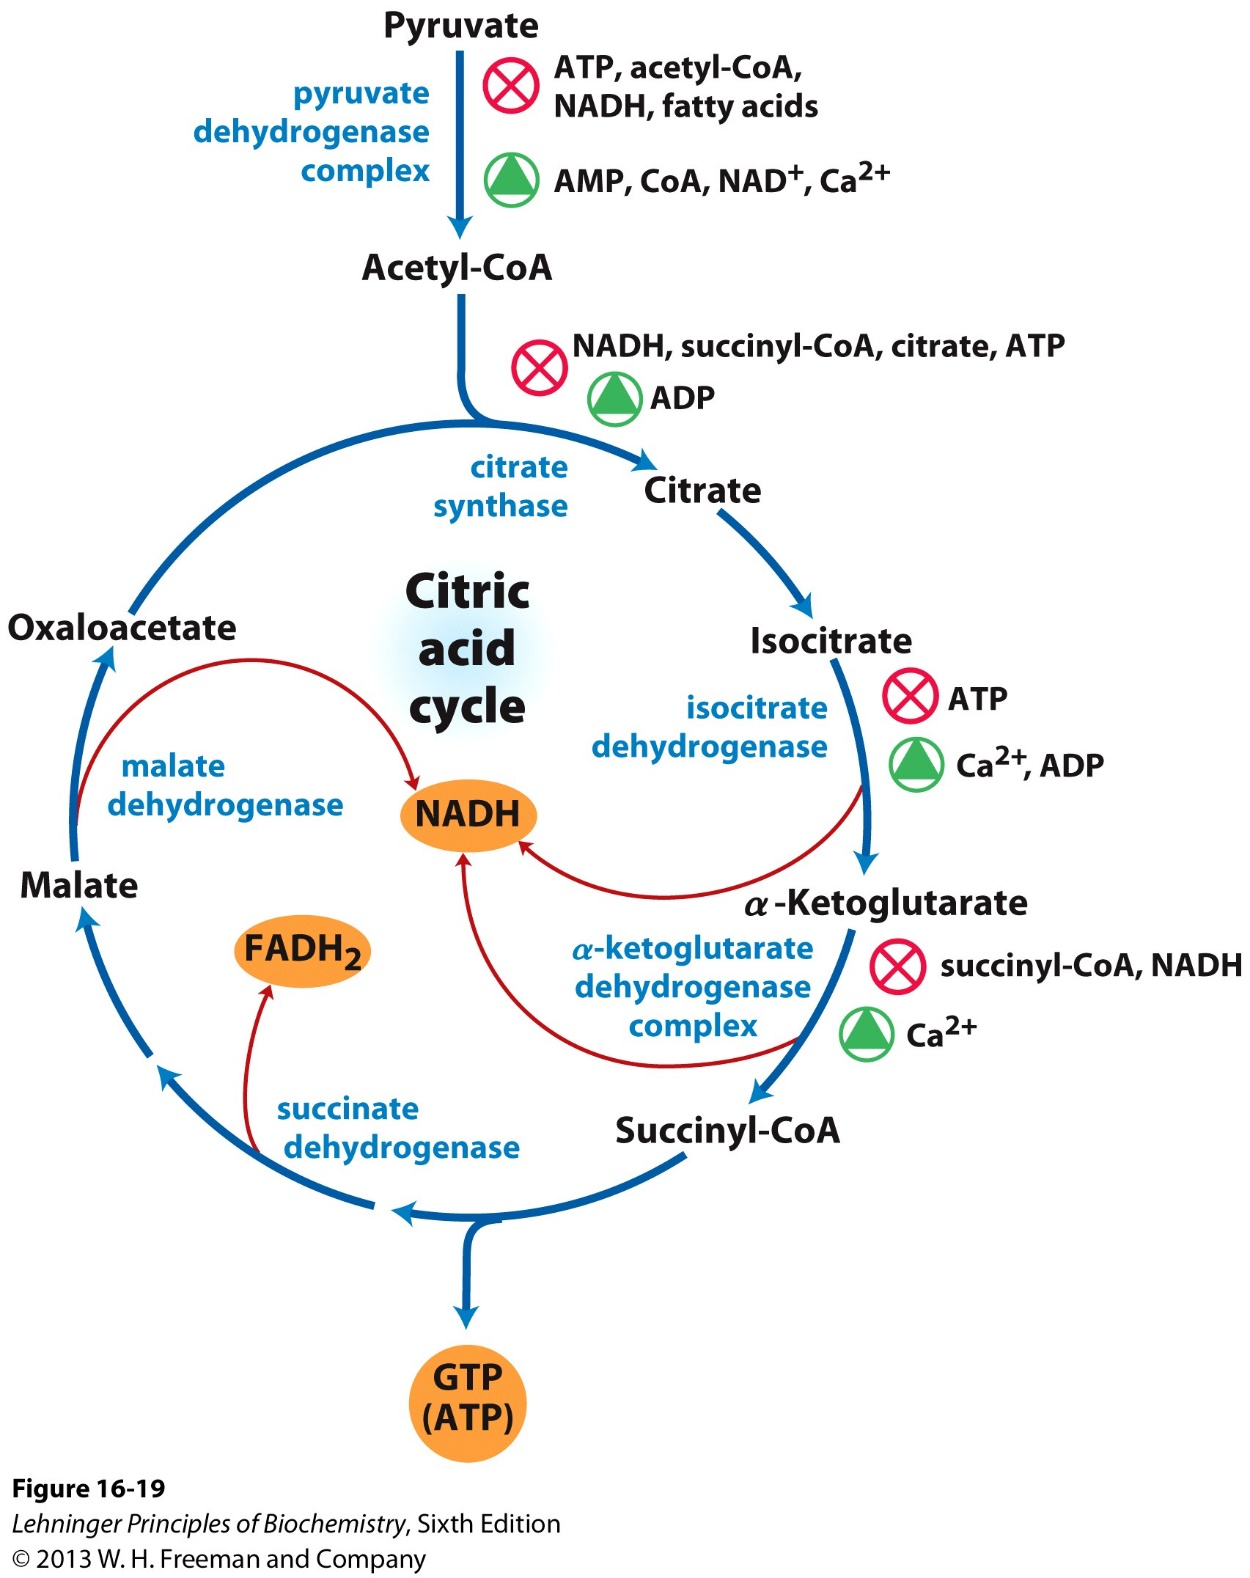 Pyruvate
ATP, acetyl-CoA,
NADH, fatty acids
pyruvate
dehydrogenase
complex
AMP, CoA, NAD⁺, Ca²⁺
Acetyl-CoA
NADH, succinyl-CoA, citrate, ATP
ADP
citrate
synthase
Citrate
Citric
acid
cycle
Oxaloacetate
Isocitrate
isocitrate
dehydrogenase
ATP
Ca²⁺, ADP
malate
dehydrogenase
NADH
Malate
α-Ketoglutarate
FADH₂
α-ketoglutarate
dehydrogenase
complex
succinyl-CoA, NADH
Ca²⁺
succinate
dehydrogenase
Succinyl-CoA
GTP
(ATP)
Figure 16-19
Lehninger Principles of Biochemistry, Sixth Edition
© 2013 W. H. Freeman and Company